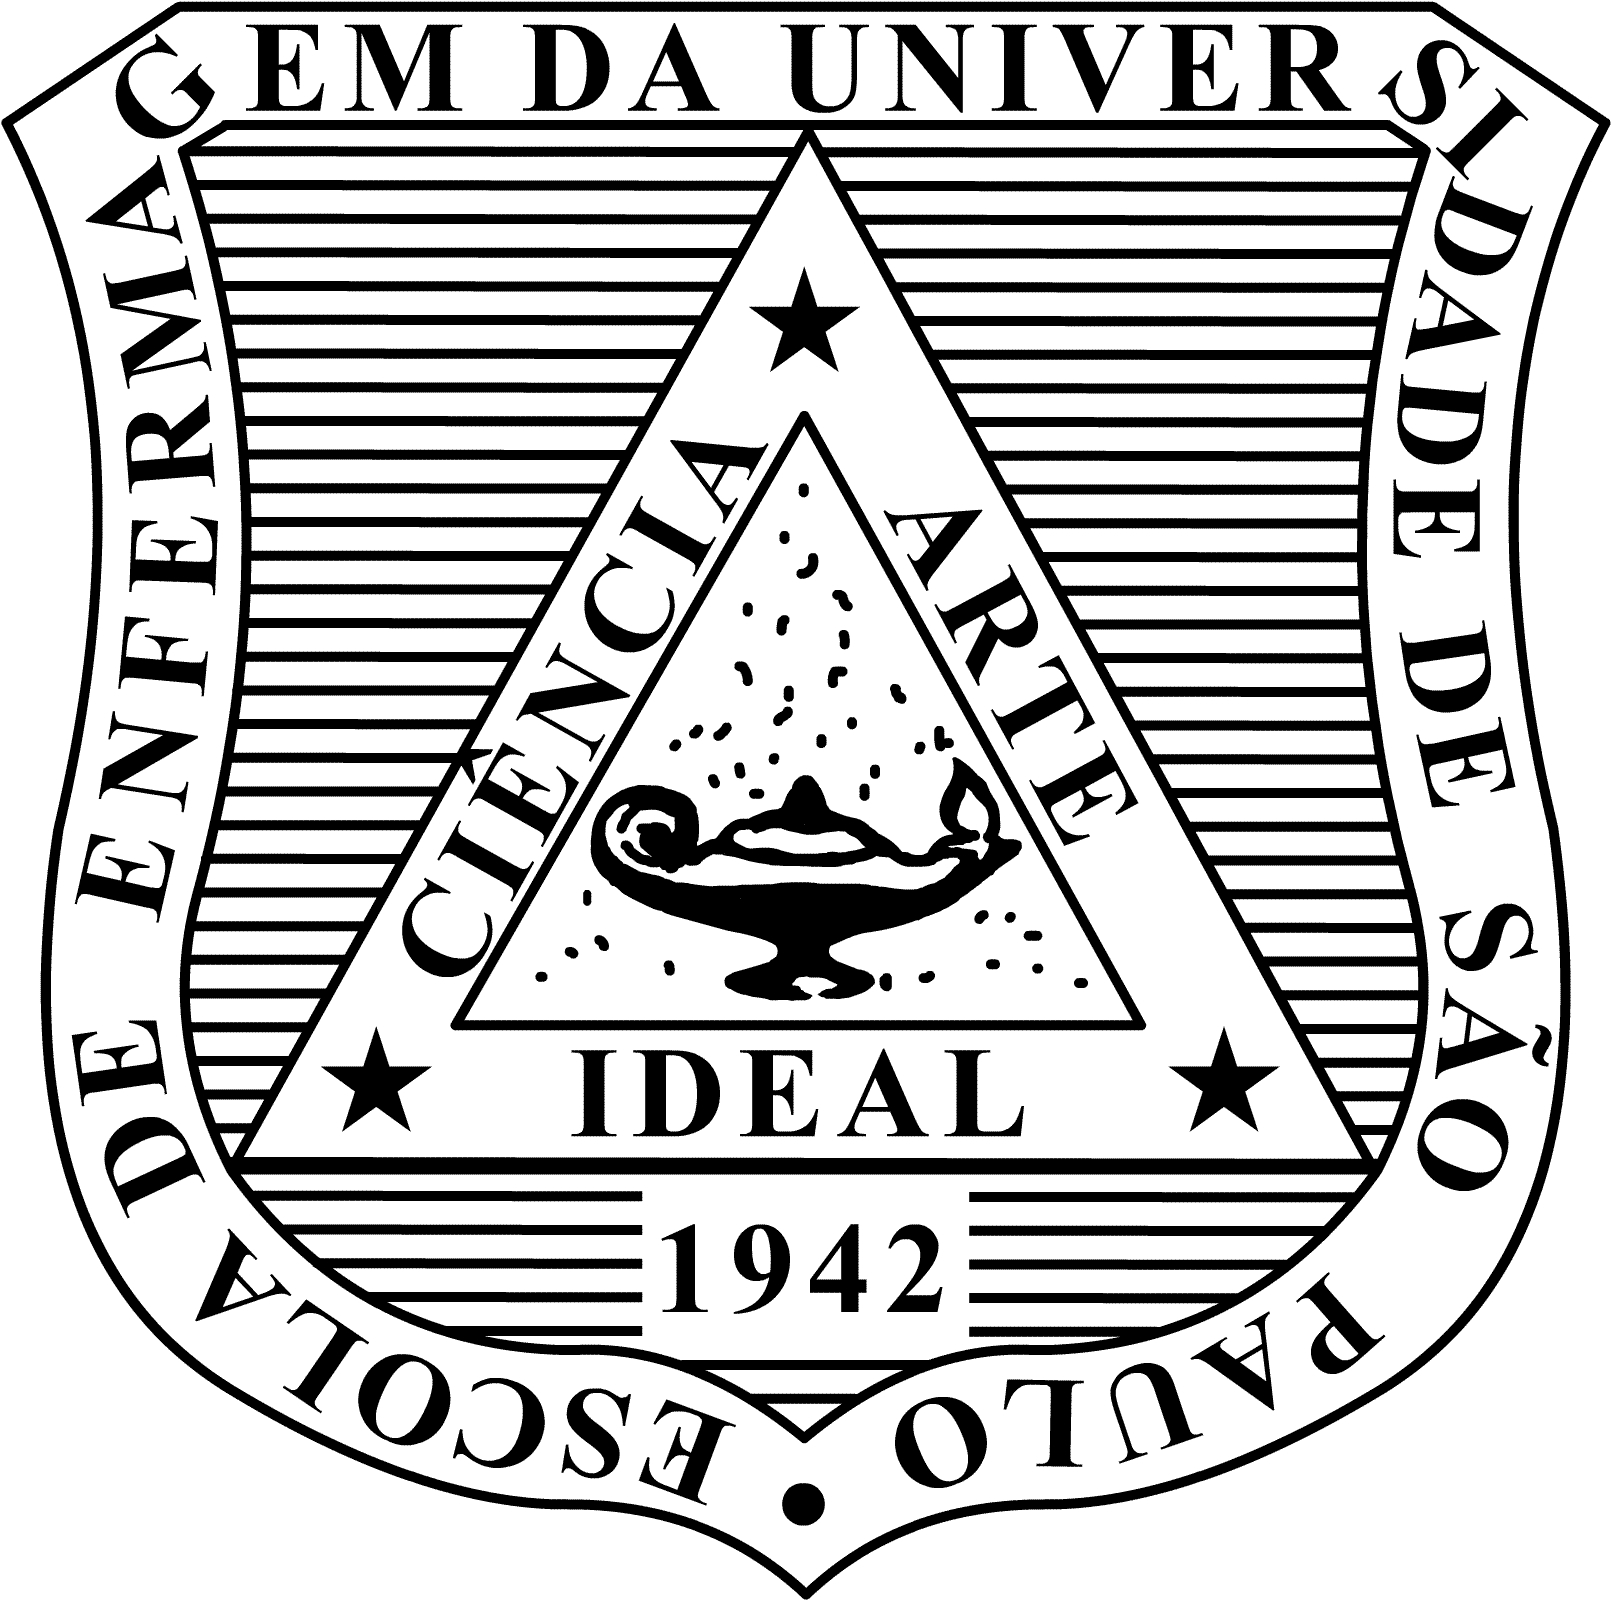 ESCOLA DE ENFERMAGEM DA UNIVERSIDADE DE SÃO PAULO
CIÊNCIA
ARTE
IDEAL
1942